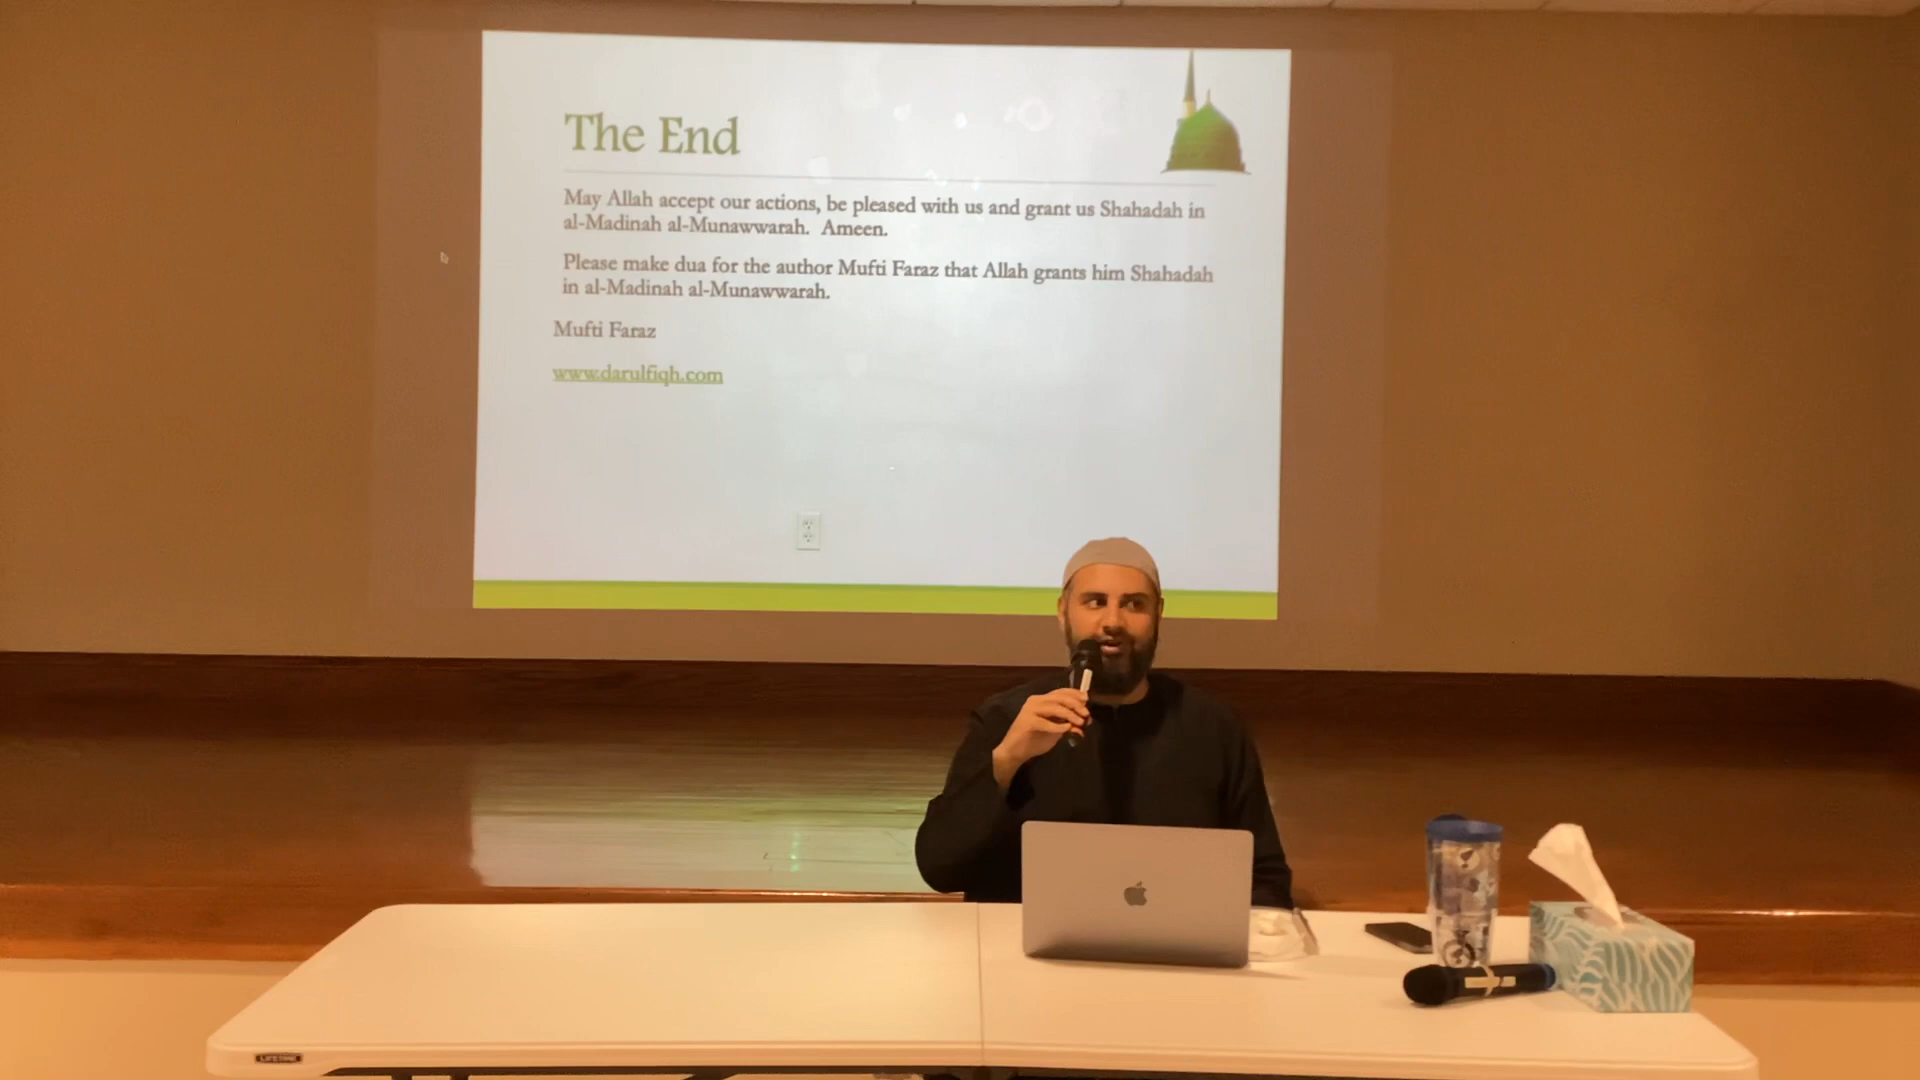 The End
May Allah accept our actions, be pleased with us and grant us Shahadah in
al-Madinah al-Munawwarah.  Ameen.
Please make dua for the author Mufti Faraz that Allah grants him Shahadah
in al-Madinah al-Munawwarah.
Mufti Faraz
www.darulfiqh.com
LIFETIME